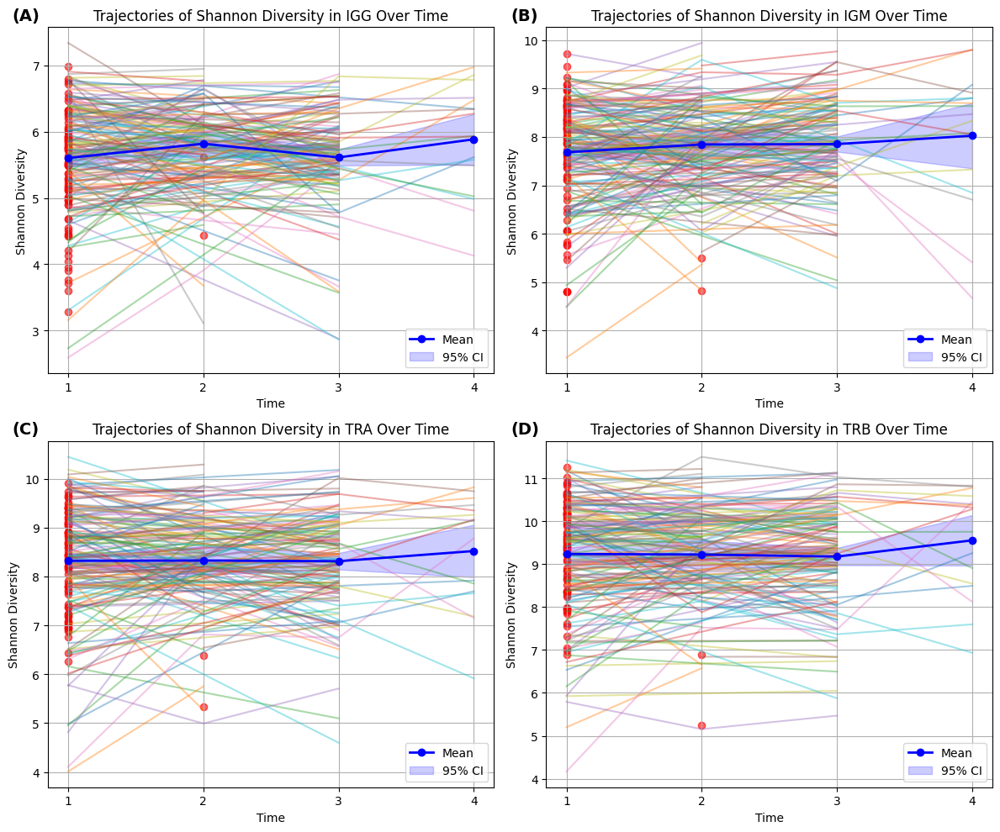 (A)
Trajectories of Shannon Diversity in IGG Over Time
Shannon Diversity
7
6
5
4
3
1 2 3 4
Time
Mean
95% CI
(B)
Trajectories of Shannon Diversity in IGM Over Time
Shannon Diversity
10
9
8
7
6
5
4
1 2 3 4
Time
Mean
95% CI
(C)
Trajectories of Shannon Diversity in TRA Over Time
Shannon Diversity
10
9
8
7
6
5
4
1 2 3 4
Time
Mean
95% CI
(D)
Trajectories of Shannon Diversity in TRB Over Time
Shannon Diversity
11
10
9
8
7
6
5
4
1 2 3 4
Time
Mean
95% CI